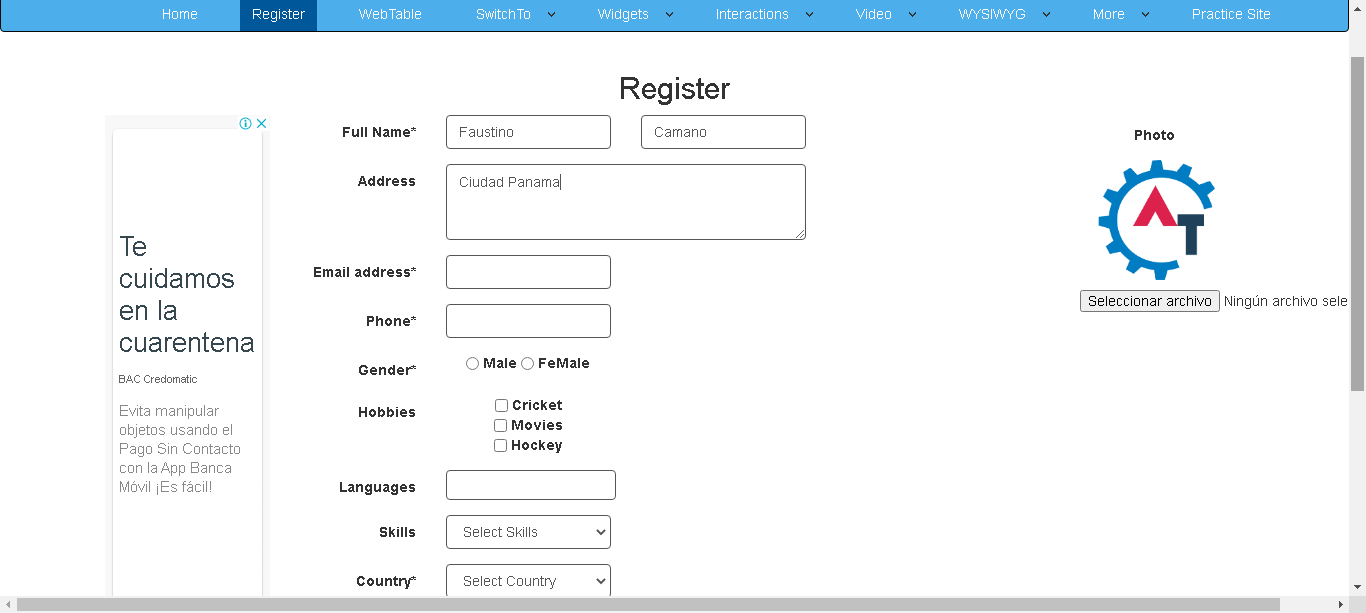 Home Register WebTable SwitchTo Widgets Interactions Video WYSIWYG More Practice Site
Register
Full Name* Faustino Camano
Address Ciudad Panama
Email address*
Phone*
Gender* Male FeMale
Hobbies Cricket
Movies
Hockey
Languages
Skills Select Skills
Country* Select Country
Photo
AT
Seleccionar archivo Ningún archivo sele
Te
cuidamos
en la
cuarentena
BAC Credomatic
Evita manipular
objetos usando el
Pago Sin Contacto
con la App Banca
Móvil ¡Es fácil!